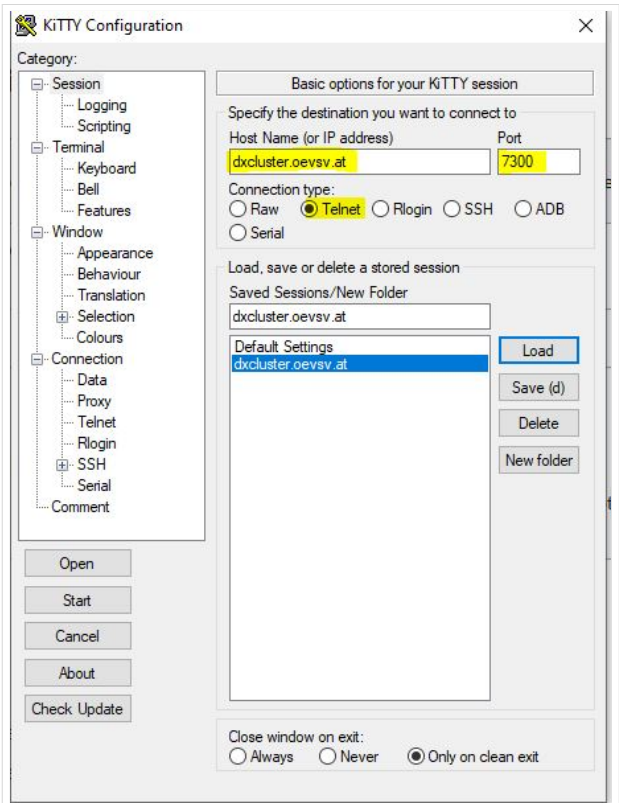 KiTTY Configuration
Category:
Session
Logging
Scripting
Terminal
Keyboard
Bell
Features
Window
Appearance
Behaviour
Translation
Selection
Colours
Connection
Data
Proxy
Telnet
Rlogin
SSH
Serial
Comment
Open
Start
Cancel
About
Check Update
Basic options for your KiTTY session
Specify the destination you want to connect to
Host Name (or IP address) Port
dxcluster.oevsv.at 7300
Connection type:
Raw Telnet Rlogin SSH ADB
Serial
Load, save or delete a stored session
Saved Sessions/New Folder
dxcluster.oevsv.at
Default Settings
dxcluster.oevsv.at
Load
Save (d)
Delete
New folder
Close window on exit:
Always Never Only on clean exit